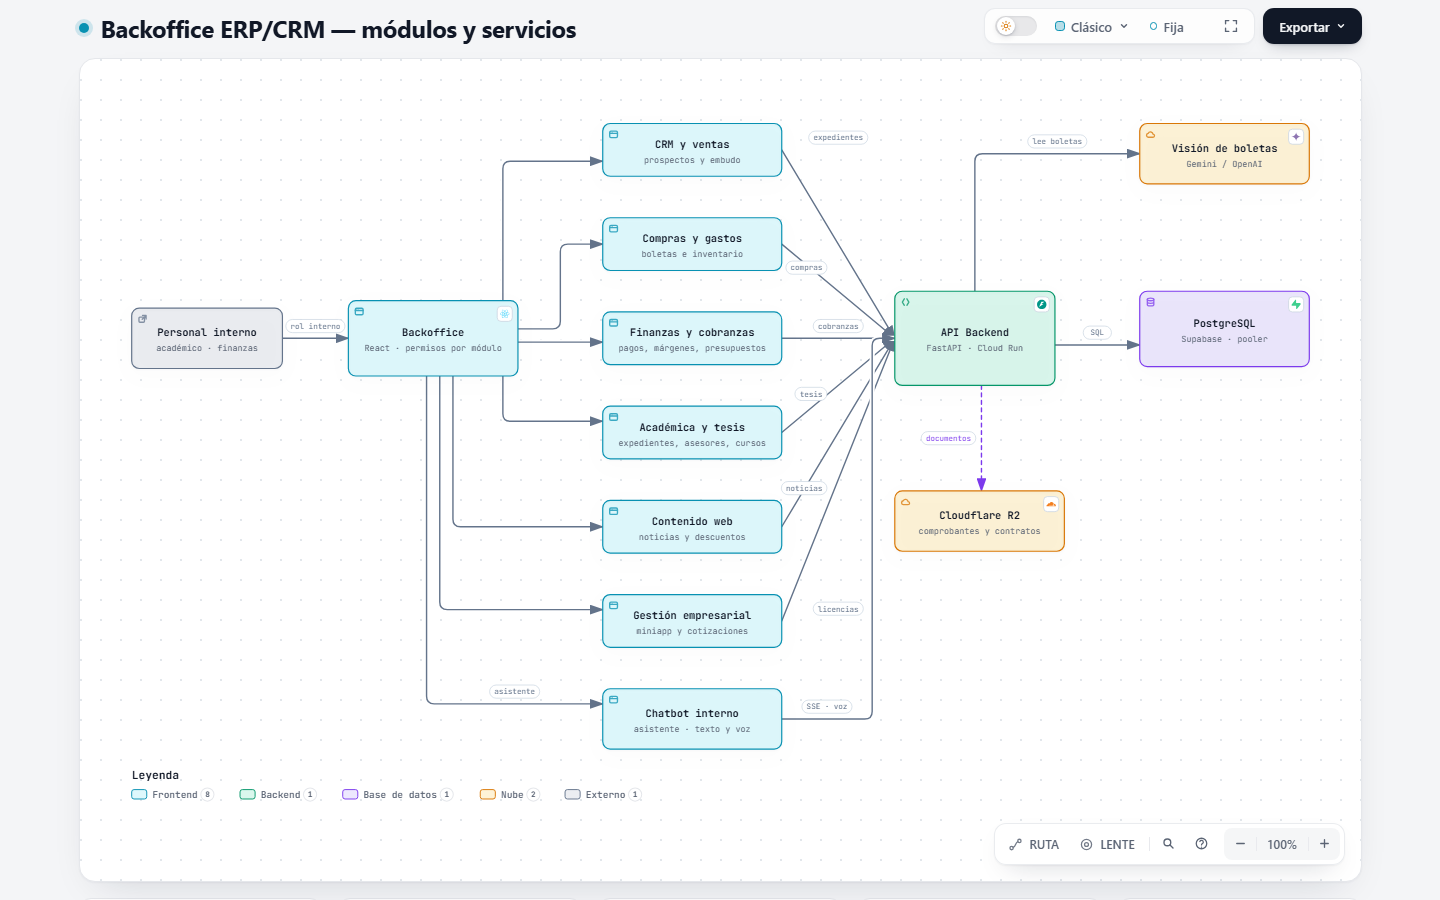 Backoffice ERP/CRM — módulos y servicios
Clásico
Fija
Exportar
CRM y ventas
prospectos y embudo
expedientes
lee boletas
Visión de boletas
Gemini / OpenAI
Compras y gastos
boletas e inventario
compras
Personal interno
académico · finanzas
rol interno
Backoffice
React · permisos por módulo
Finanzas y cobranzas
pagos, márgenes, presupuestos
cobranzas
API Backend
FastAPI · Cloud Run
SQL
PostgreSQL
Supabase · pooler
Académica y tesis
expedientes, asesores, cursos
tesis
documentos
Contenido web
noticias y descuentos
noticias
Cloudflare R2
comprobantes y contratos
Gestión empresarial
miniapp y cotizaciones
licencias
asistente
Chatbot interno
asistente · texto y voz
SSE · voz
Leyenda
Frontend 8
Backend 1
Base de datos 1
Nube 2
Externo 1
RUTA
LENTE
100%